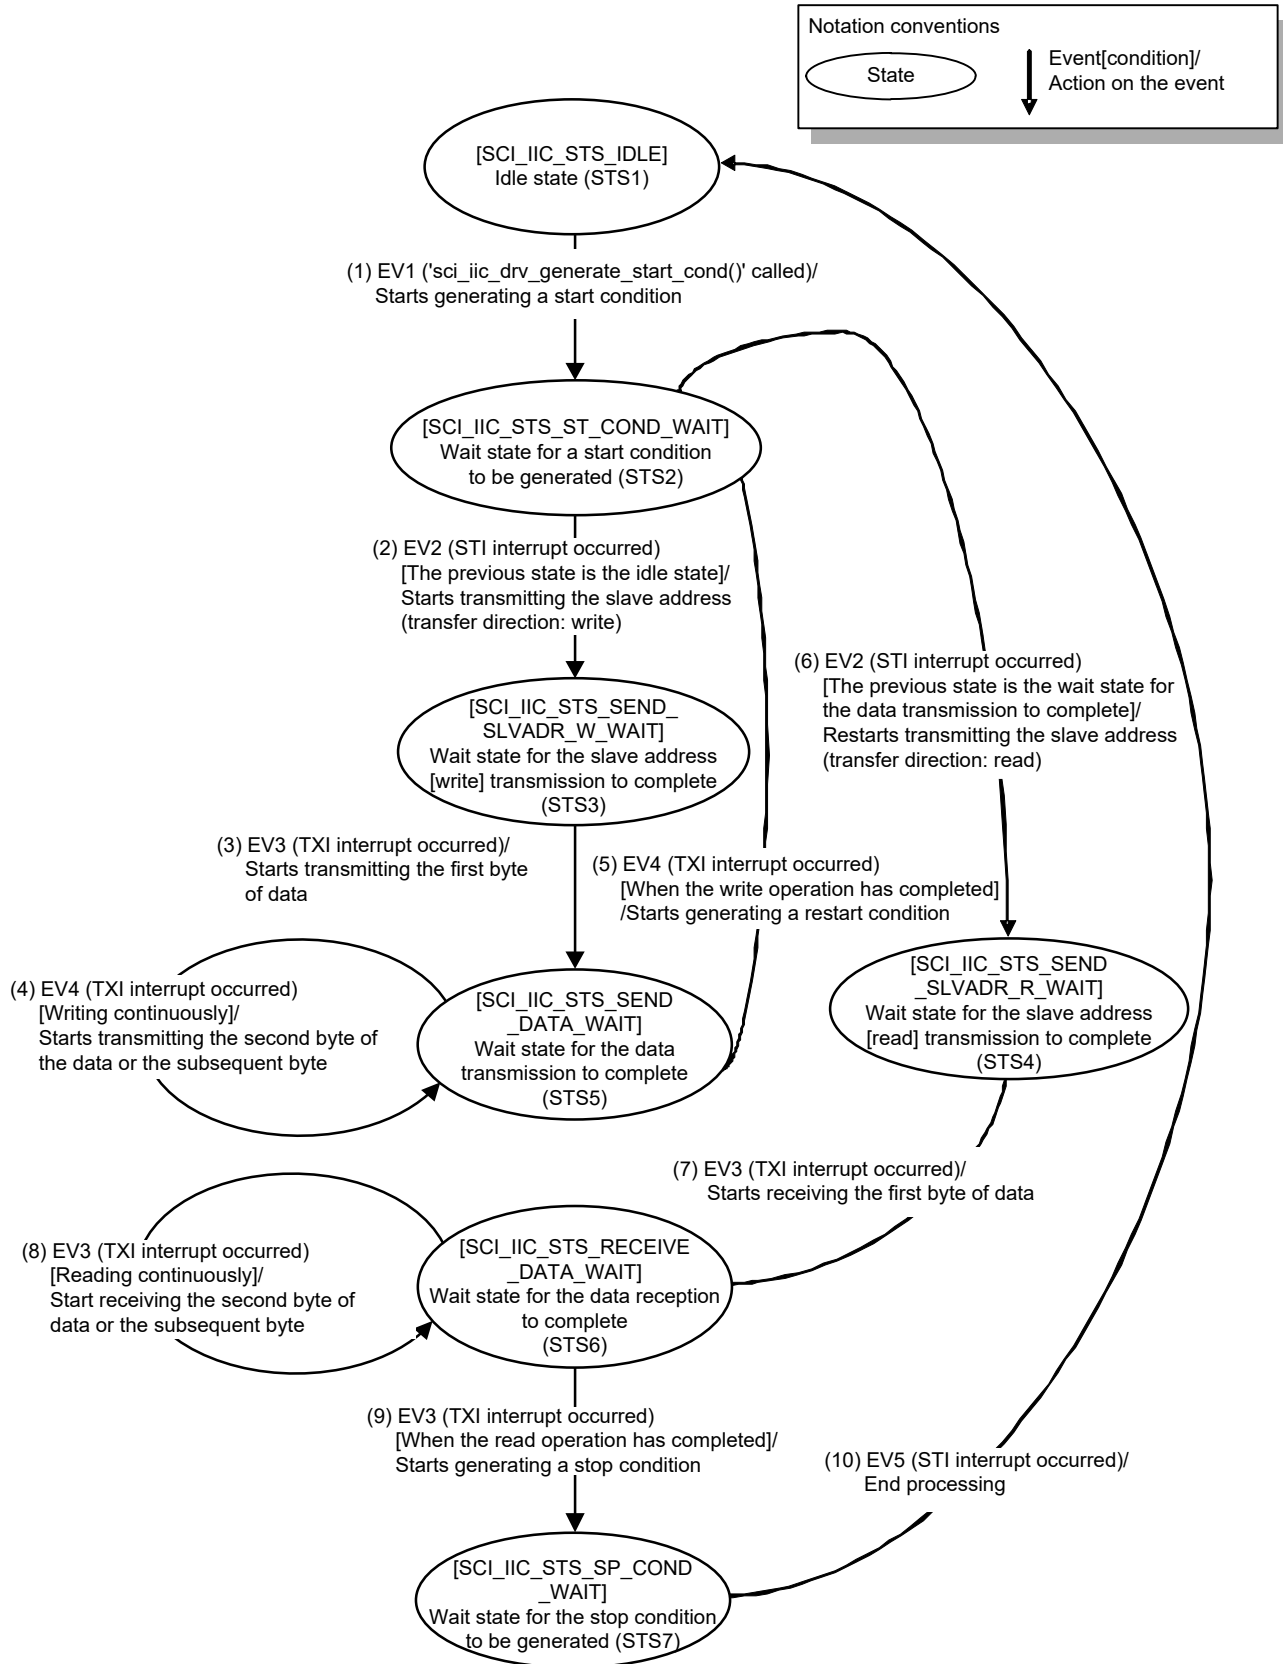 Notation conventions
State
Event[condition]/
Action on the event
[SCI_IIC_STS_IDLE]
Idle state (STS1)
(1) EV1 ('sci_iic_drv_generate_start_cond()' called)/
Starts generating a start condition
[SCI_IIC_STS_ST_COND_WAIT]
Wait state for a start condition
to be generated (STS2)
(2) EV2 (STI interrupt occurred)
[The previous state is the idle state]/
Starts transmitting the slave address
(transfer direction: write)
(6) EV2 (STI interrupt occurred)
[The previous state is the wait state for
the data transmission to complete]/
Restarts transmitting the slave address
(transfer direction: read)
[SCI_IIC_STS_SEND_
SLVADR_W_WAIT]
Wait state for the slave address
[write] transmission to complete
(STS3)
(3) EV3 (TXI interrupt occurred)/
Starts transmitting the first byte
of data
(5) EV4 (TXI interrupt occurred)
[When the write operation has completed]
/Starts generating a restart condition
(4) EV4 (TXI interrupt occurred)
[Writing continuously]/
Starts transmitting the second byte of
the data or the subsequent byte
[SCI_IIC_STS_SEND
_DATA_WAIT]
Wait state for the data
transmission to complete
(STS5)
[SCI_IIC_STS_SEND
_SLVADR_R_WAIT]
Wait state for the slave address
[read] transmission to complete
(STS4)
(7) EV3 (TXI interrupt occurred)/
Starts receiving the first byte of data
(8) EV3 (TXI interrupt occurred)
[Reading continuously]/
Start receiving the second byte of
data or the subsequent byte
[SCI_IIC_STS_RECEIVE
_DATA_WAIT]
Wait state for the data reception
to complete
(STS6)
(9) EV3 (TXI interrupt occurred)
[When the read operation has completed]/
Starts generating a stop condition
(10) EV5 (STI interrupt occurred)/
End processing
[SCI_IIC_STS_SP_COND
_WAIT]
Wait state for the stop condition
to be generated (STS7)